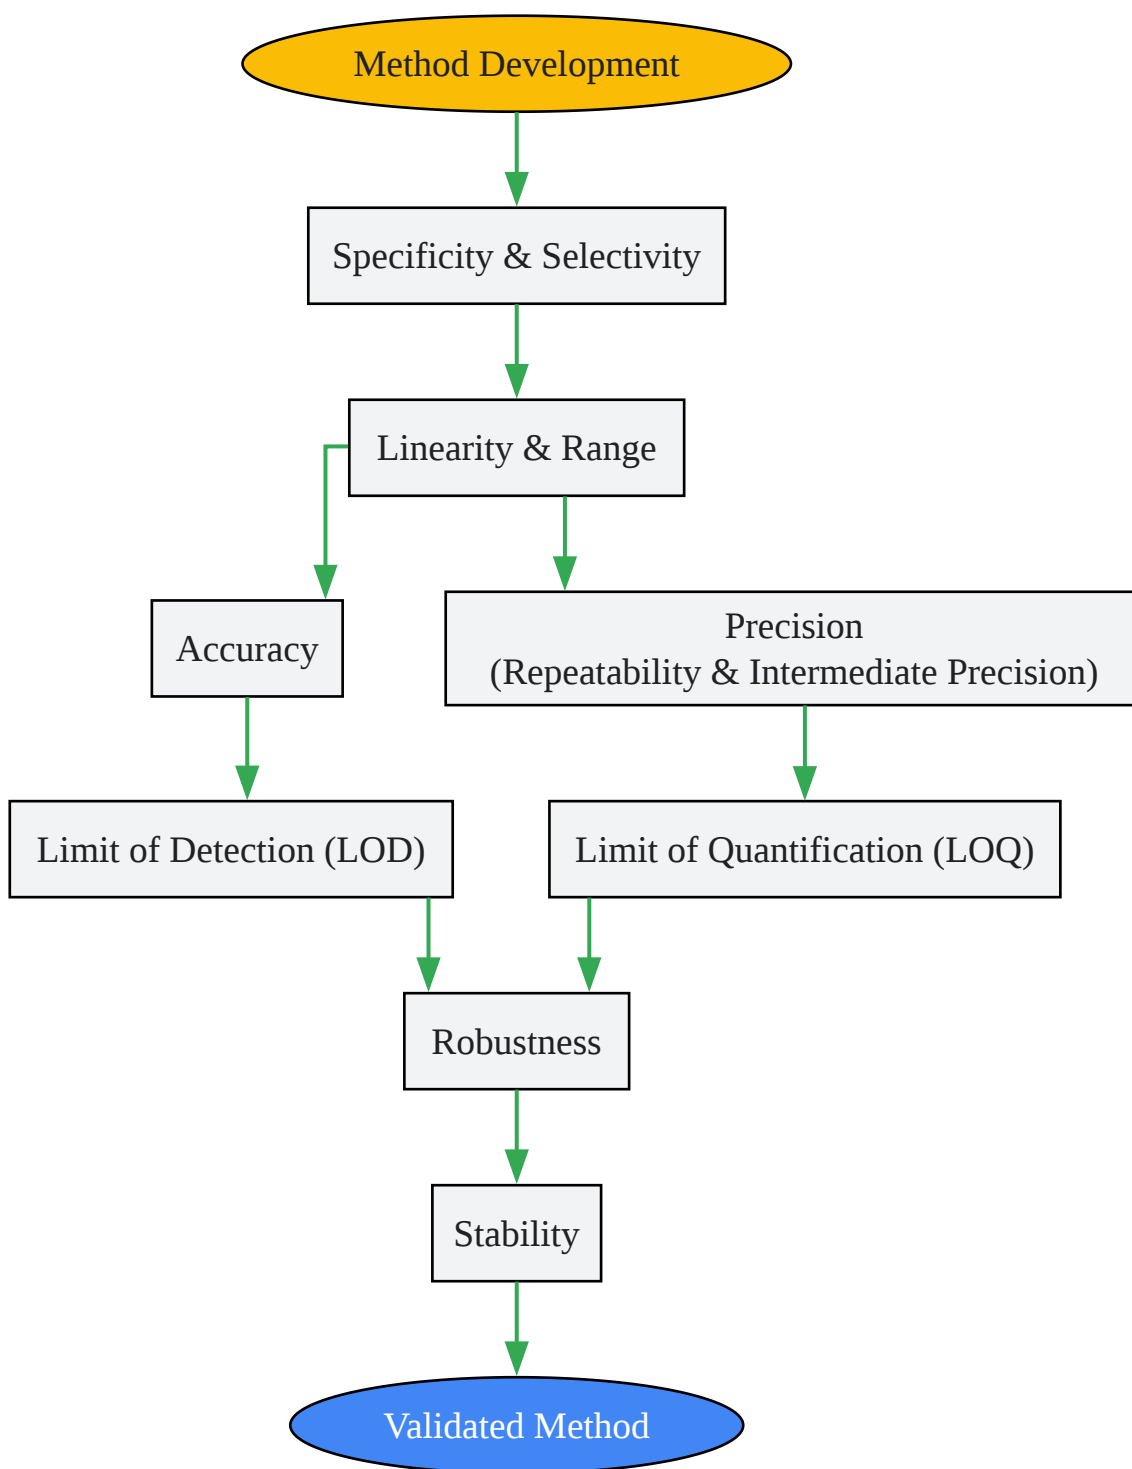 Method Development
Specificity & Selectivity
Linearity & Range
Accuracy
Precision
(Repeatability & Intermediate Precision)
Limit of Detection (LOD)
Limit of Quantification (LOQ)
Robustness
Stability
Validated Method